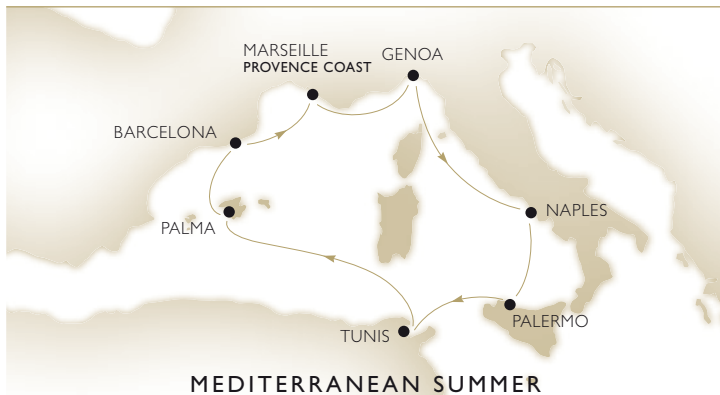 MARSEILLE
PROVENCE COAST
GENOA
BARCELONA
PALMA
NAPLES
PALERMO
TUNIS
MEDITERRANEAN SUMMER